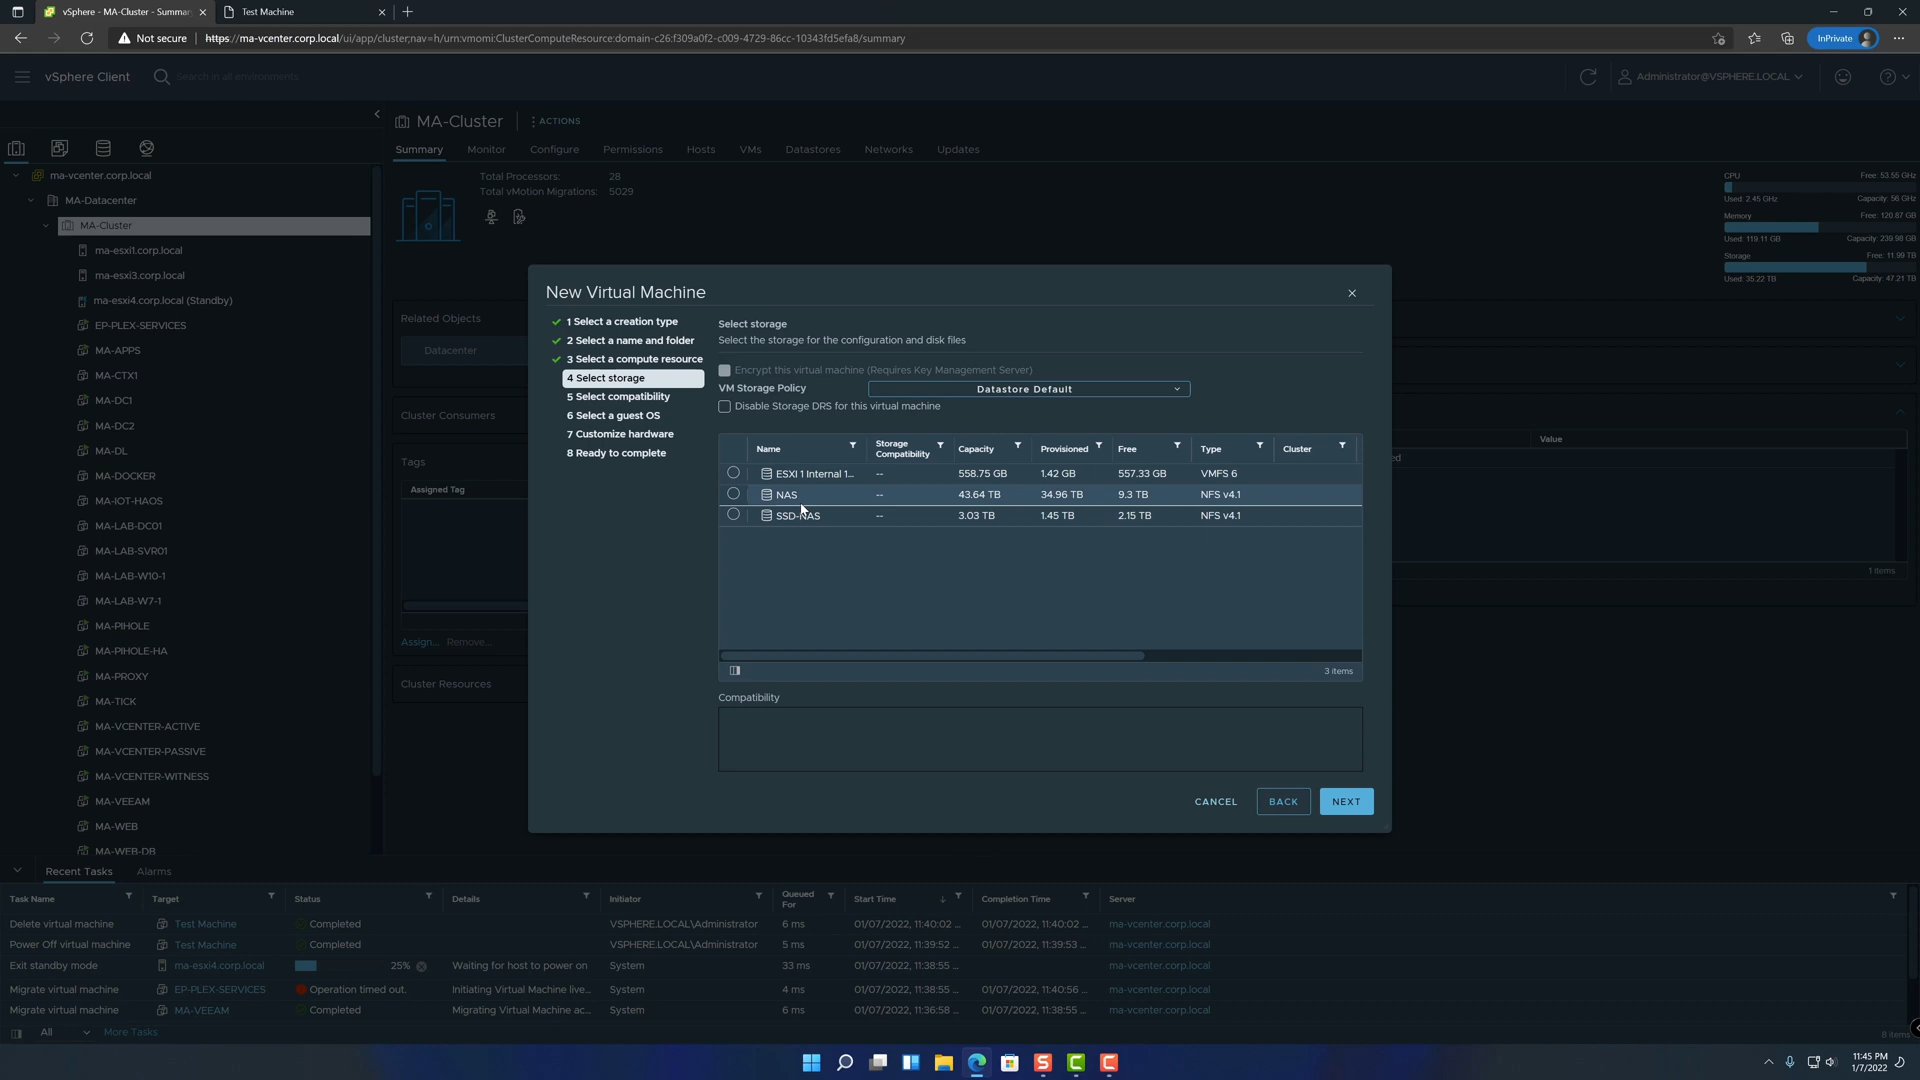 vSphere - MA-Cluster - Summar
Test Machine
Not secure
https://ma-vcenter.corp.local/ui/app/cluster;nav=h/urn:vmomi:ClusterComputeResource:domain-c26:f309a0f2-c009-4729-86cc-10343fd5efa8/summary
InPrivate
vSphere Client
Search in all environments
Administrator@VSPHERE.LOCAL
MA-Cluster
ACTIONS
Summary Monitor Configure Permissions Hosts VMs Datastores Networks Updates
Total Processors: 28
Total vMotion Migrations: 5029
CPU Free: 53.55 GHz
Used: 2.45 GHz Capacity: 56 GHz
Memory Free: 120.87 GB
Used: 119.11 GB Capacity: 239.98 GB
Storage Free: 11.99 TB
Used: 35.22 TB Capacity: 47.21 TB
ma-vcenter.corp.local
MA-Datacenter
MA-Cluster
ma-esxi1.corp.local
ma-esxi3.corp.local
ma-esxi4.corp.local (Standby)
EP-PLEX-SERVICES
MA-APPS
MA-CTX1
MA-DC1
MA-DC2
MA-DL
MA-DOCKER
MA-IOT-HAOS
MA-LAB-DC01
MA-LAB-SVR01
MA-LAB-W10-1
MA-LAB-W7-1
MA-PIHOLE
MA-PIHOLE-HA
MA-PROXY
MA-TICK
MA-VCENTER-ACTIVE
MA-VCENTER-PASSIVE
MA-VCENTER-WITNESS
MA-VEEAM
MA-WEB
MA-WEB-DB
Related Objects
Datacenter
Cluster Consumers
Tags
Assigned Tag
Assign... Remove...
Cluster Resources
Value
1 items
New Virtual Machine
1 Select a creation type
2 Select a name and folder
3 Select a compute resource
4 Select storage
5 Select compatibility
6 Select a guest OS
7 Customize hardware
8 Ready to complete
Select storage
Select the storage for the configuration and disk files
Encrypt this virtual machine (Requires Key Management Server)
VM Storage Policy Datastore Default
Disable Storage DRS for this virtual machine
Name Storage Compatibility Capacity Provisioned Free Type Cluster
ESXI 1 Internal 1... -- 558.75 GB 1.42 GB 557.33 GB VMFS 6
NAS -- 43.64 TB 34.96 TB 9.3 TB NFS v4.1
SSD-NAS -- 3.03 TB 1.45 TB 2.15 TB NFS v4.1
3 items
Compatibility
CANCEL BACK NEXT
Recent Tasks Alarms
Task Name Target Status Details Initiator Queued For Start Time Completion Time Server
Delete virtual machine Test Machine Completed VSPHERE.LOCAL\Administrator 6 ms 01/07/2022, 11:40:02 ... 01/07/2022, 11:40:02 ... ma-vcenter.corp.local
Power Off virtual machine Test Machine Completed VSPHERE.LOCAL\Administrator 5 ms 01/07/2022, 11:39:52 ... 01/07/2022, 11:39:53 ... ma-vcenter.corp.local
Exit standby mode ma-esxi4.corp.local 25% Waiting for host to power on System 33 ms 01/07/2022, 11:38:55 ... ma-vcenter.corp.local
Migrate virtual machine EP-PLEX-SERVICES Operation timed out. Initiating Virtual Machine live... System 4 ms 01/07/2022, 11:38:55 ... 01/07/2022, 11:40:56 ... ma-vcenter.corp.local
Migrate virtual machine MA-VEEAM Completed Migrating Virtual Machine ac... System 6 ms 01/07/2022, 11:36:58 ... 01/07/2022, 11:38:55 ... ma-vcenter.corp.local
All More Tasks
8 items
11:45 PM
1/7/2022